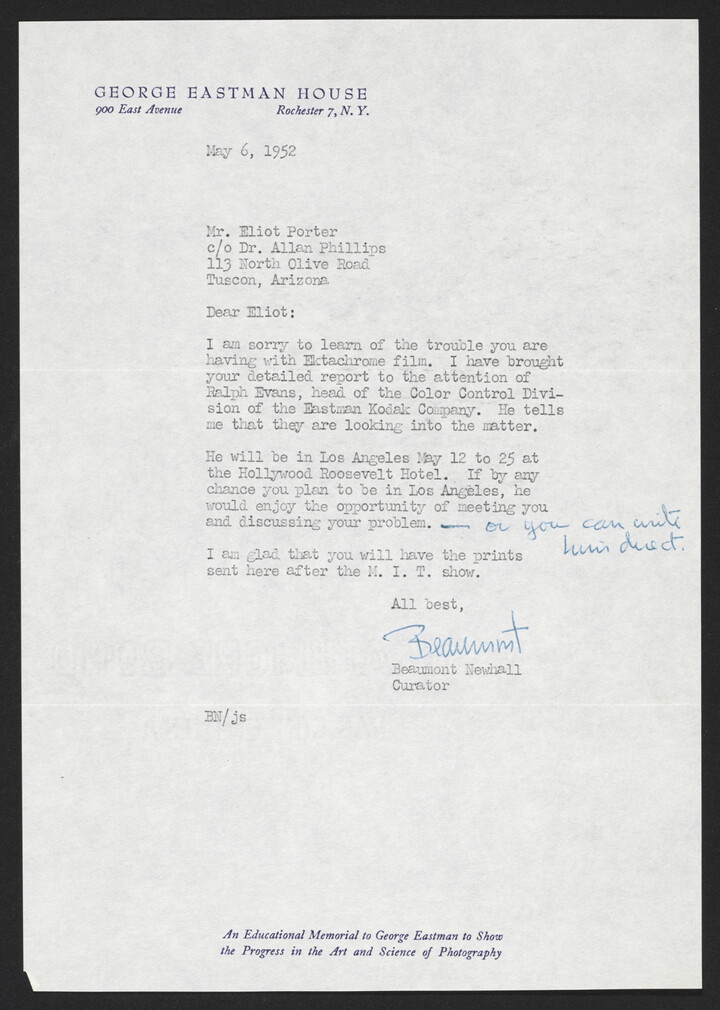 GEORGE EASTMAN HOUSE
900 East Avenue Rochester 7, N. Y.
May 6, 1952
Mr. Eliot Porter
c/o Dr. Allan Phillips
113 North Olive Road
Tuscon, Arizona
Dear Eliot:
I am sorry to learn of the trouble you are
having with Ektachrome film. I have brought
your detailed report to the attention of
Ralph Evans, head of the Color Control Divi-
sion of the Eastman Kodak Company. He tells
me that they are looking into the matter.
He will be in Los Angeles May 12 to 25 at
the Hollywood Roosevelt Hotel. If by any
chance you plan to be in Los Angeles, he
would enjoy the opportunity of meeting you
and discussing your problem. — or you can write
him direct.
I am glad that you will have the prints
sent here after the M. I. T. show.
All best,
Beaumont
Beaumont Newhall
Curator
BN/js
An Educational Memorial to George Eastman to Show
the Progress in the Art and Science of Photography